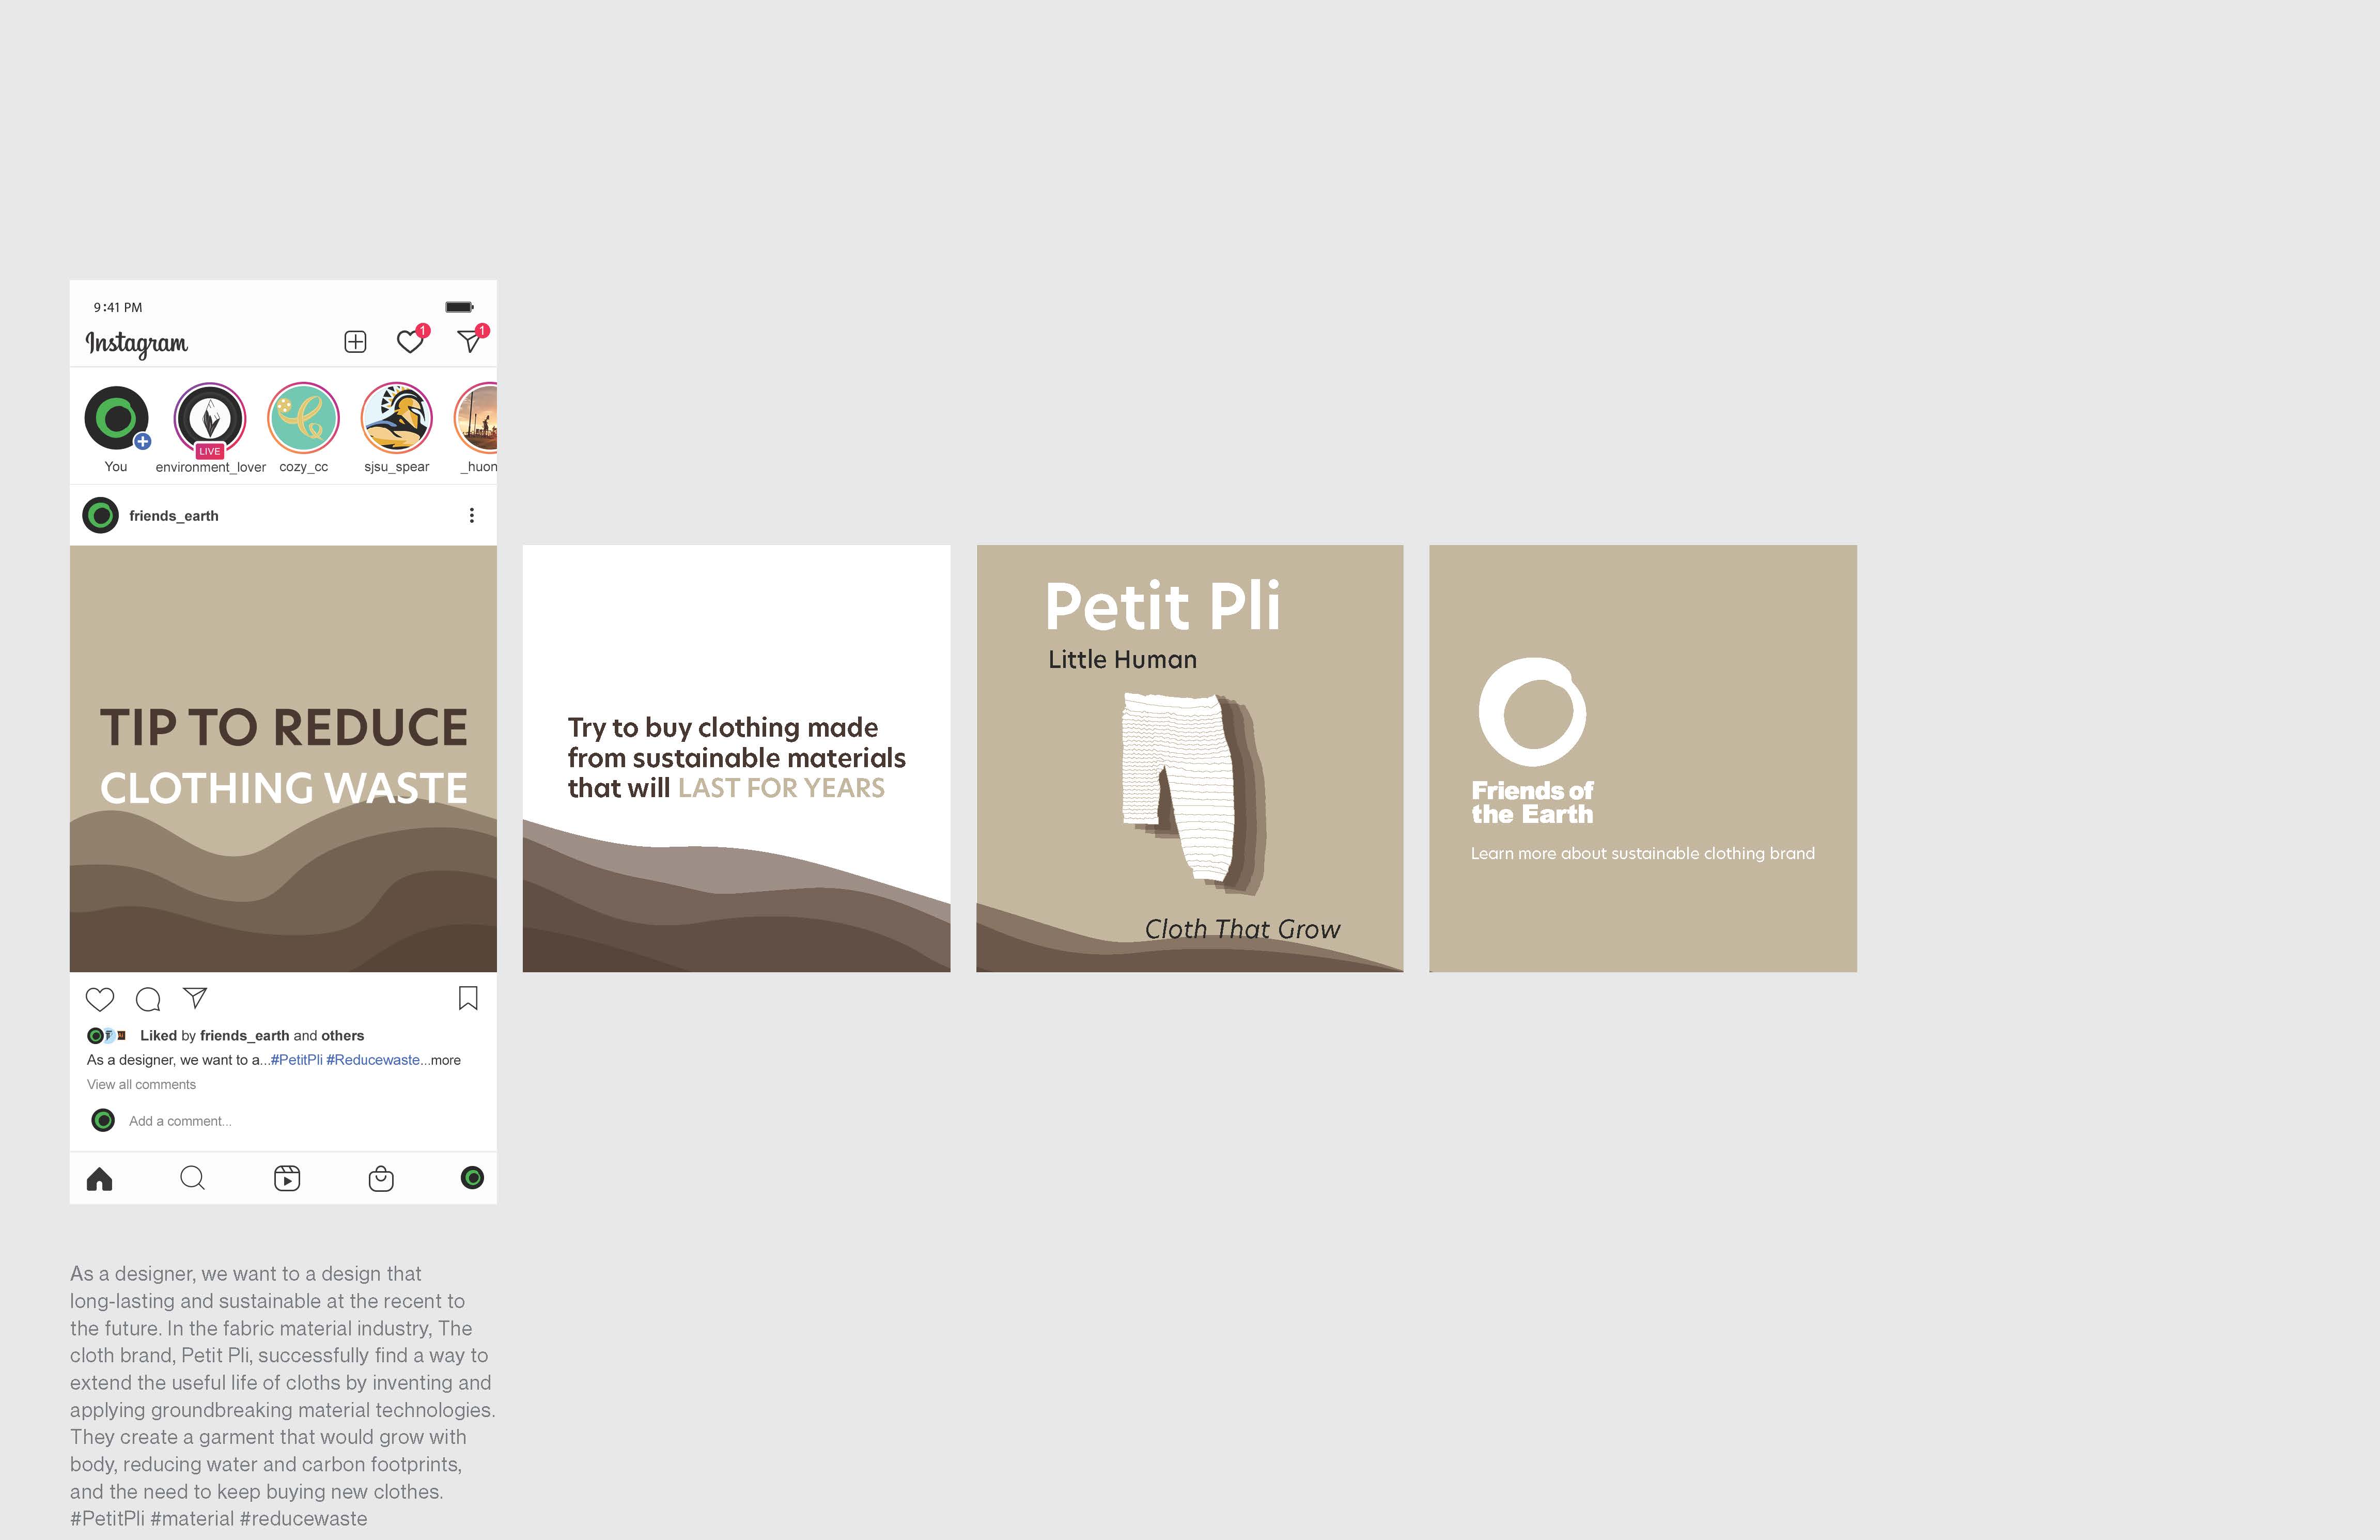 9:41 PM
Instagram
1
1
LIVE
You
environment_lover
cozy_cc
sjsu_spear
_huon
friends_earth
TIP TO REDUCE
CLOTHING WASTE
Liked by friends_earth and others
As a designer, we want to a...#PetitPli #Reducewaste...more
View all comments
Add a comment...
Try to buy clothing made
from sustainable materials
that will LAST FOR YEARS
Petit Pli
Little Human
Cloth That Grow
Friends of
the Earth
Learn more about sustainable clothing brand
As a designer, we want to a design that
long-lasting and sustainable at the recent to
the future. In the fabric material industry, The
cloth brand, Petit Pli, successfully find a way to
extend the useful life of cloths by inventing and
applying groundbreaking material technologies.
They create a garment that would grow with
body, reducing water and carbon footprints,
and the need to keep buying new clothes.
#PetitPli #material #reducewaste